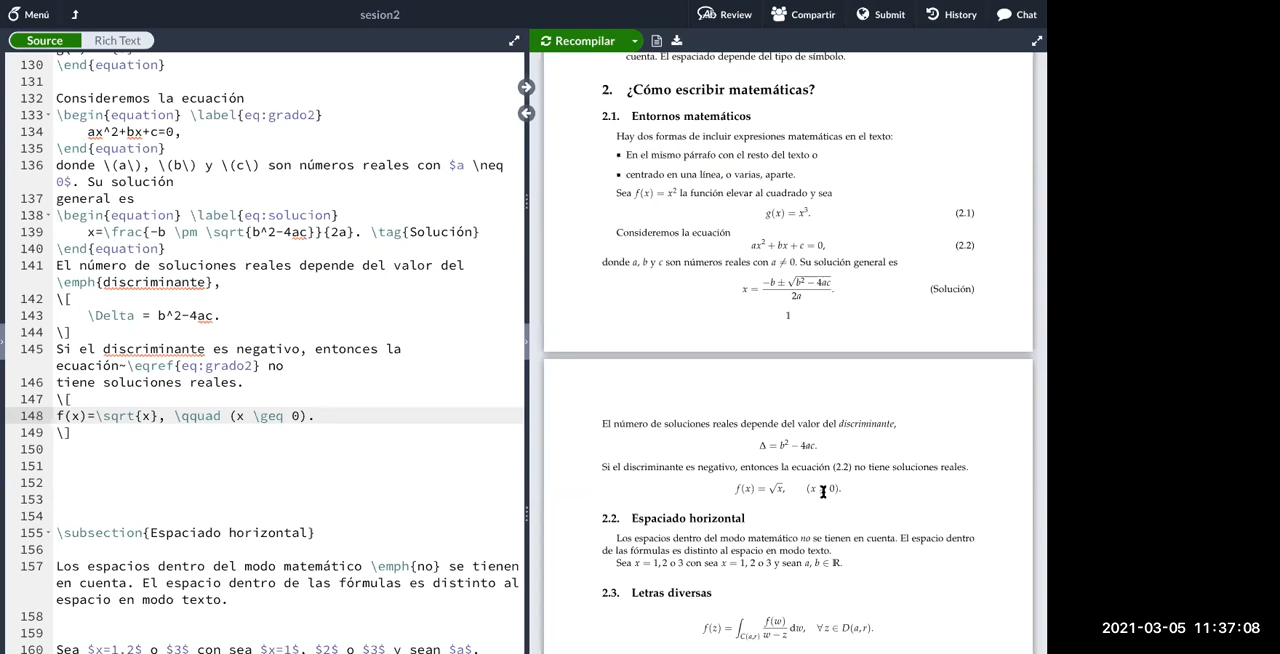 Menú
sesion2
Review
Compartir
Submit
History
Chat
Source Rich Text
Recompilar
130 \end{equation}
131
132 Consideremos la ecuación
133 \begin{equation} \label{eq:grado2}
134 ax^2+bx+c=0,
135 \end{equation}
136 donde \(a\), \(b\) y \(c\) son números reales con $a \neq
0$. Su solución
137 general es
138 \begin{equation} \label{eq:solucion}
139 x=\frac{-b \pm \sqrt{b^2-4ac}}{2a}. \tag{Solución}
140 \end{equation}
141 El número de soluciones reales depende del valor del
\emph{discriminante},
142 \[
143 \Delta = b^2-4ac.
144 \]
145 Si el discriminante es negativo, entonces la
ecuación~\eqref{eq:grado2} no
146 tiene soluciones reales.
147 \[
148 f(x)=\sqrt{x}, \qquad (x \geq 0).
149 \]
150
151
152
153
154
155 \subsection{Espaciado horizontal}
156
157 Los espacios dentro del modo matemático \emph{no} se tienen
en cuenta. El espacio dentro de las fórmulas es distinto al
espacio en modo texto.
158
159
160 Sea $x=1,2$ o $3$ con sea $x=1$, $2$ o $3$ y sean $a$,
cuenta. El espaciado depende del tipo de símbolo.
2. ¿Cómo escribir matemáticas?
2.1. Entornos matemáticos
Hay dos formas de incluir expresiones matemáticas en el texto:
▪ En el mismo párrafo con el resto del texto o
▪ centrado en una línea, o varias, aparte.
Sea f(x) = x² la función elevar al cuadrado y sea
g(x) = x³. (2.1)
Consideremos la ecuación
ax² + bx + c = 0, (2.2)
donde a, b y c son números reales con a ≠ 0. Su solución general es
x = (−b ± √(b² − 4ac))/2a. (Solución)
1
El número de soluciones reales depende del valor del discriminante,
Δ = b² − 4ac.
Si el discriminante es negativo, entonces la ecuación (2.2) no tiene soluciones reales.
f(x) = √x, (x 0).
2.2. Espaciado horizontal
Los espacios dentro del modo matemático no se tienen en cuenta. El espacio dentro
de las fórmulas es distinto al espacio en modo texto.
Sea x = 1,2 o 3 con sea x = 1, 2 o 3 y sean a, b ∈ ℝ.
2.3. Letras diversas
f(z) = ∫_{C(a,r)} f(w)/(w − z) dw, ∀z ∈ D(a,r).
2021-03-05 11:37:08